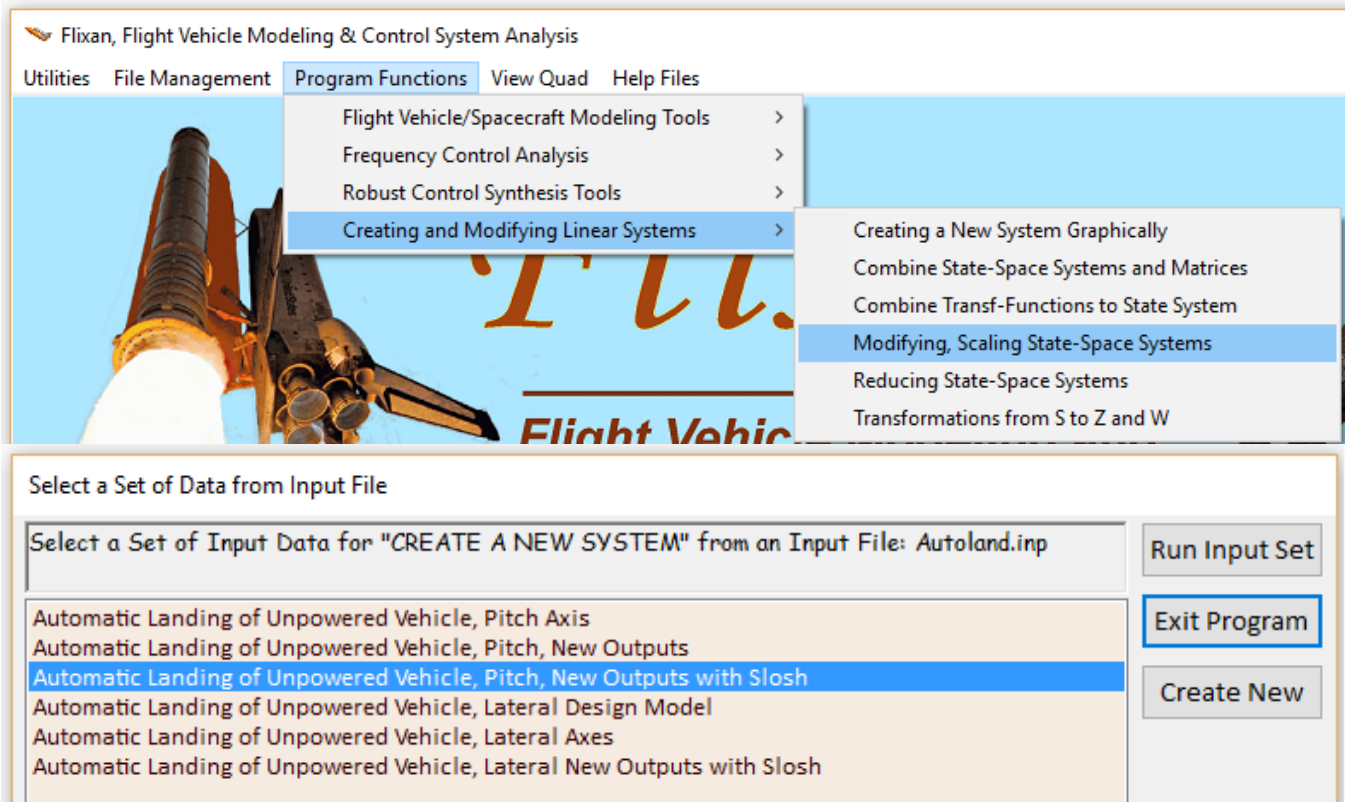 Flixan, Flight Vehicle Modeling & Control System Analysis
Utilities File Management Program Functions View Quad Help Files
Flight Vehicle/Spacecraft Modeling Tools >
Frequency Control Analysis >
Robust Control Synthesis Tools >
Creating and Modifying Linear Systems >
Creating a New System Graphically
Combine State-Space Systems and Matrices
Combine Transf-Functions to State System
Modifying, Scaling State-Space Systems
Reducing State-Space Systems
Transformations from S to Z and W
Flight Vehic
Select a Set of Data from Input File
Select a Set of Input Data for "CREATE A NEW SYSTEM" from an Input File: Autoland.inp
Run Input Set
Exit Program
Create New
Automatic Landing of Unpowered Vehicle, Pitch Axis
Automatic Landing of Unpowered Vehicle, Pitch, New Outputs
Automatic Landing of Unpowered Vehicle, Pitch, New Outputs with Slosh
Automatic Landing of Unpowered Vehicle, Lateral Design Model
Automatic Landing of Unpowered Vehicle, Lateral Axes
Automatic Landing of Unpowered Vehicle, Lateral New Outputs with Slosh